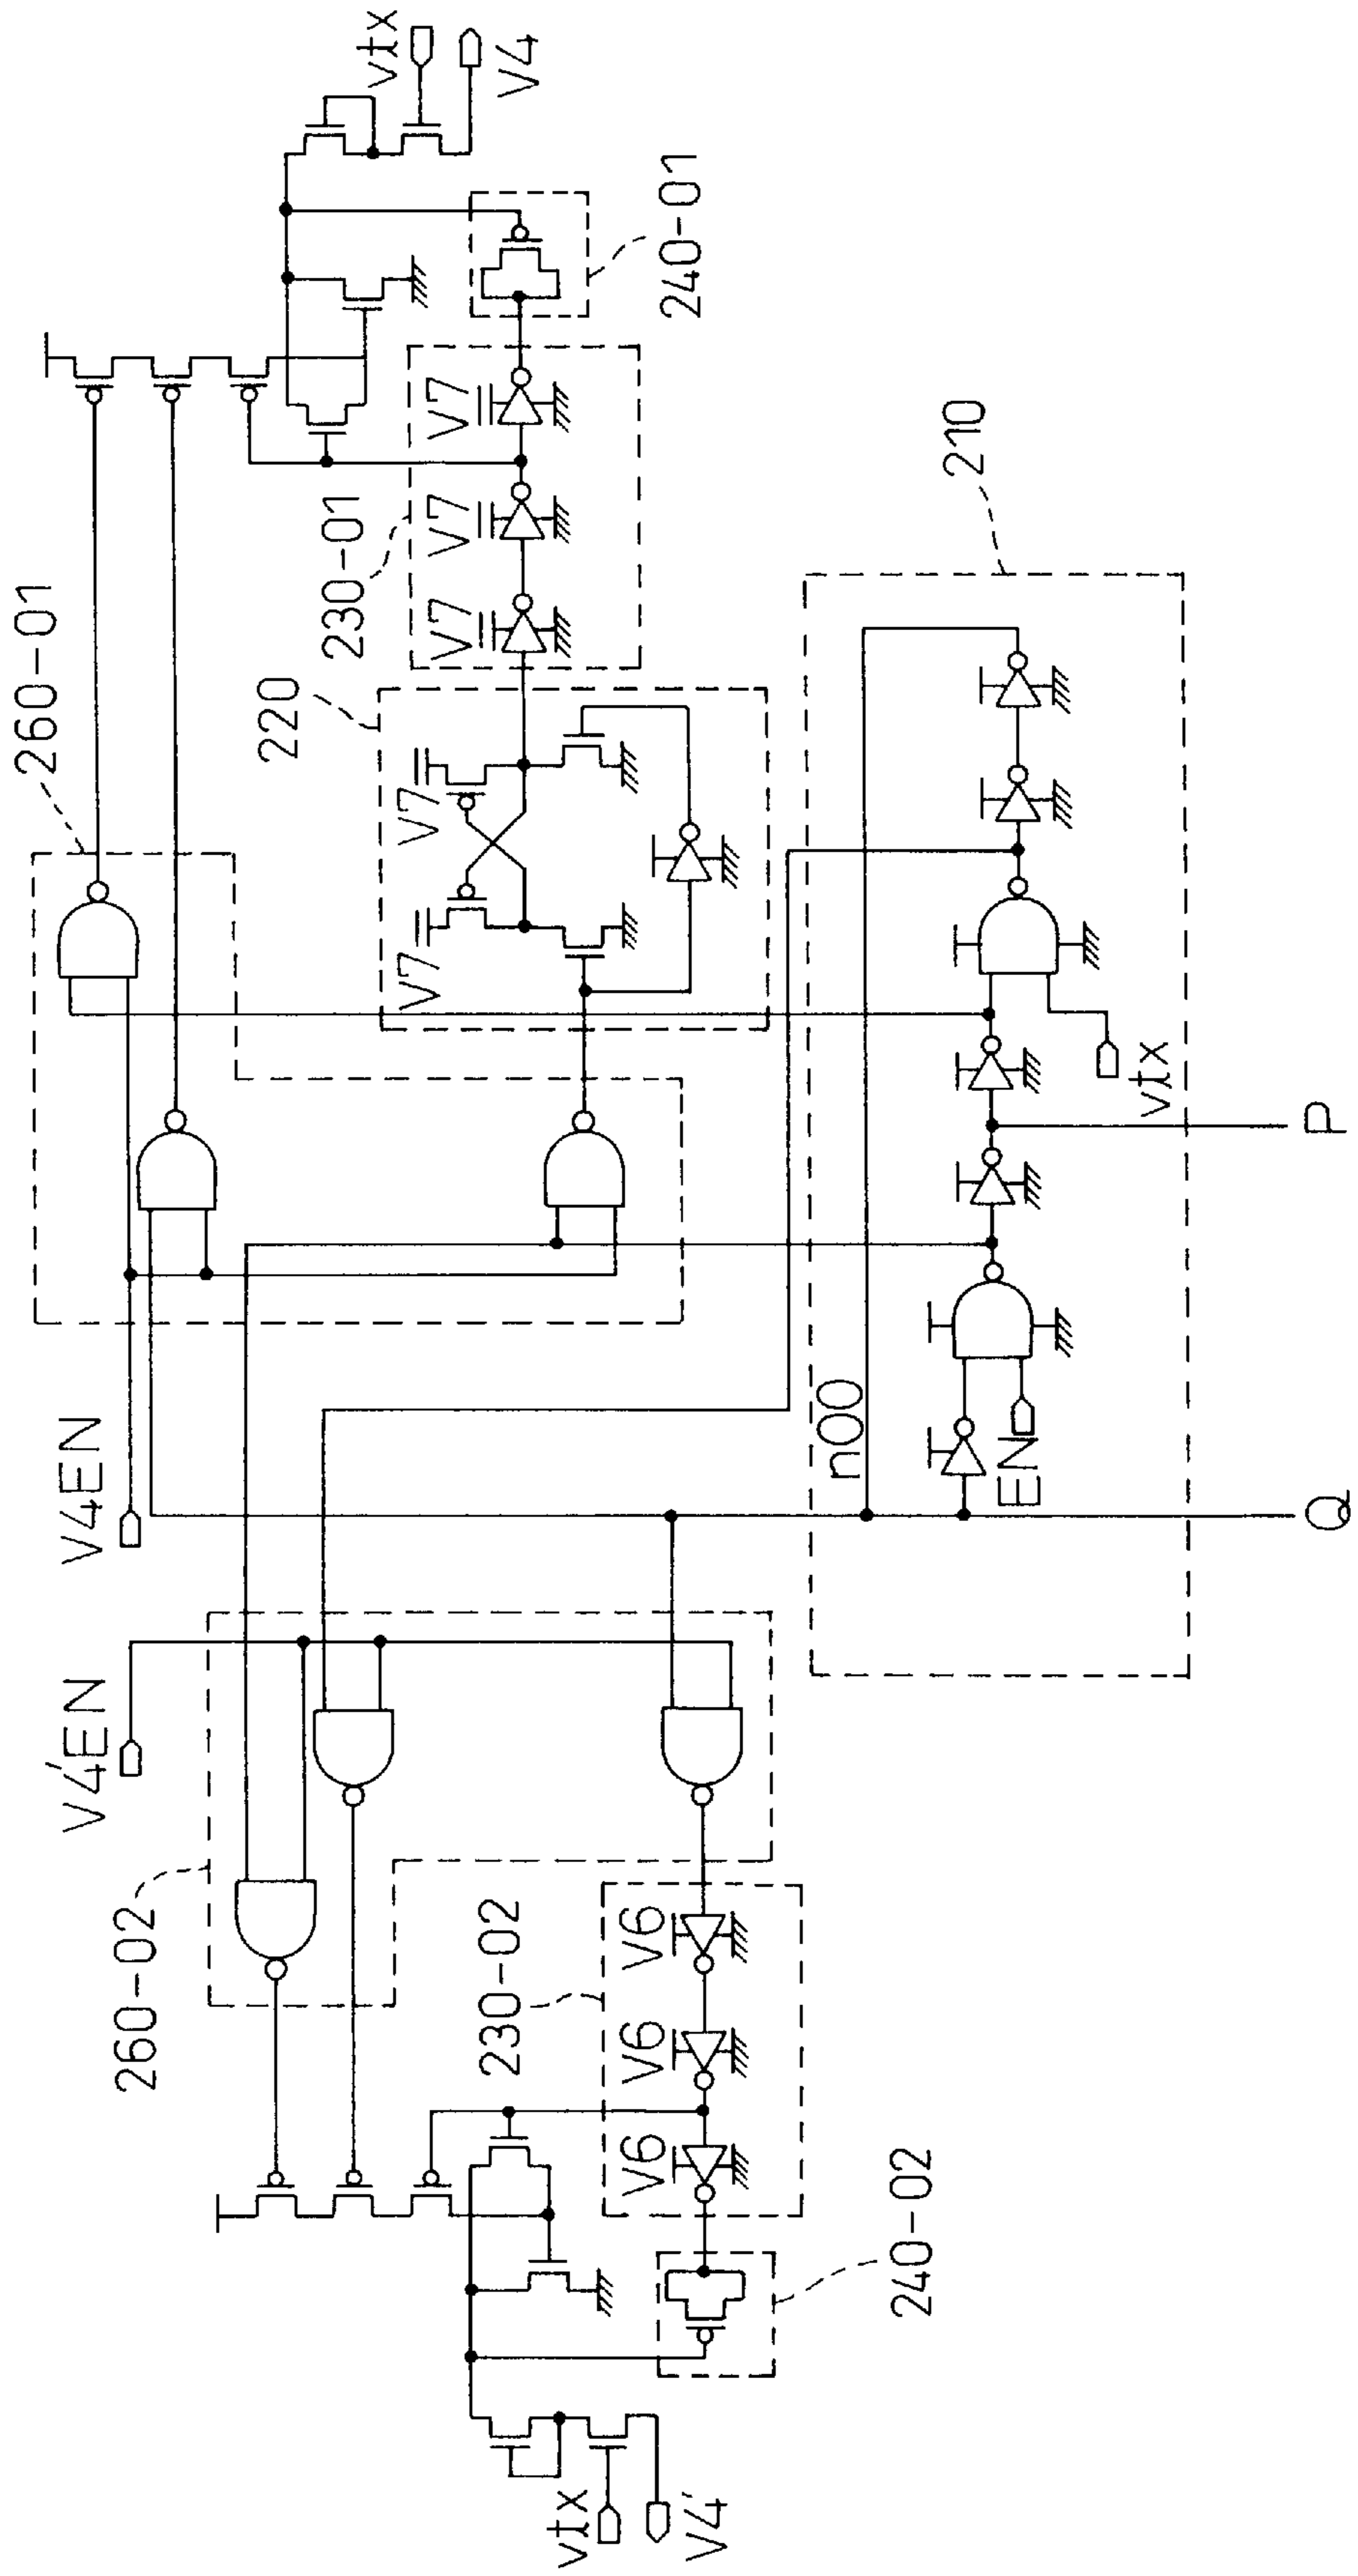 vtx
V4
240-01
V7
V7
V7
230-01
260-01
220
V7
V7
210
vtx
P
V4EN
n00
EN
Q
V4'EN
260-02
230-02
V6
V6
V6
240-02
vtx
V4'